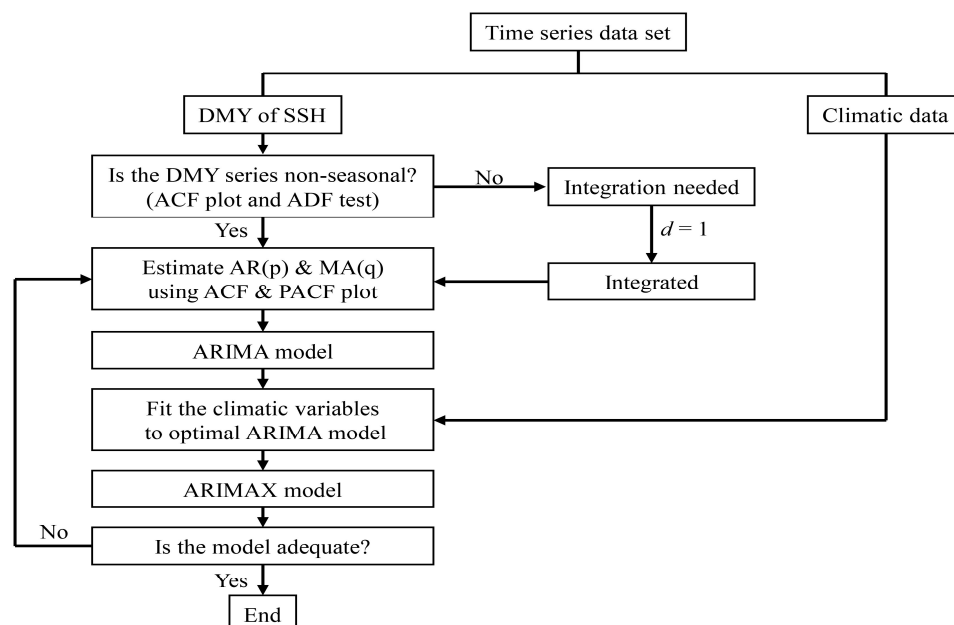 Time series data set
DMY of SSH
Climatic data
Is the DMY series non-seasonal?
(ACF plot and ADF test)
No
Integration needed
Yes
d = 1
Estimate AR(p) & MA(q)
using ACF & PACF plot
Integrated
ARIMA model
Fit the climatic variables
to optimal ARIMA model
ARIMAX model
No
Is the model adequate?
Yes
End